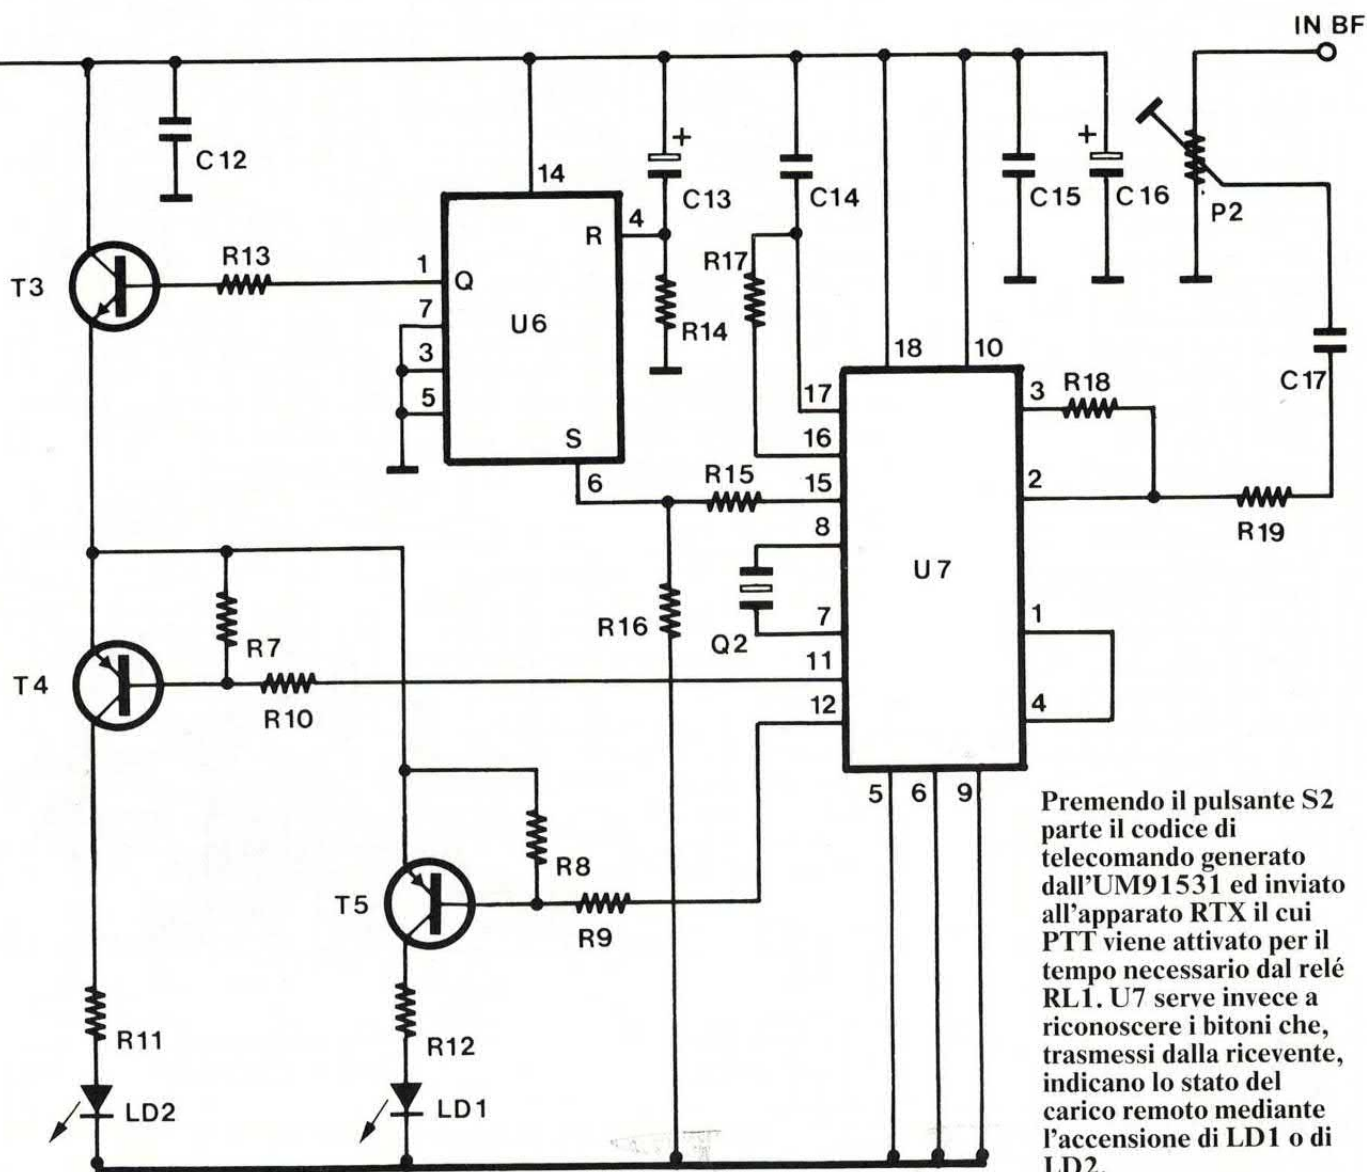 IN BF
C12
14
C13
C14
C15
C16
P2
R
4
R13
1
Q
T3
U6
R14
R17
7
3
5
18
10
C17
3
R18
17
16
S
6
R15
15
2
R19
8
U7
R16
Q2
7
1
R7
T4
11
R10
12
4
5
6
9
R8
T5
R9
R11
R12
LD2
LD1
+
+
Premendo il pulsante S2
parte il codice di
telecomando generato
dall'UM91531 ed inviato
all'apparato RTX il cui
PTT viene attivato per il
tempo necessario dal relé
RL1. U7 serve invece a
riconoscere i bitoni che,
trasmessi dalla ricevente,
indicano lo stato del
carico remoto mediante
l'accensione di LD1 o di
LD2.